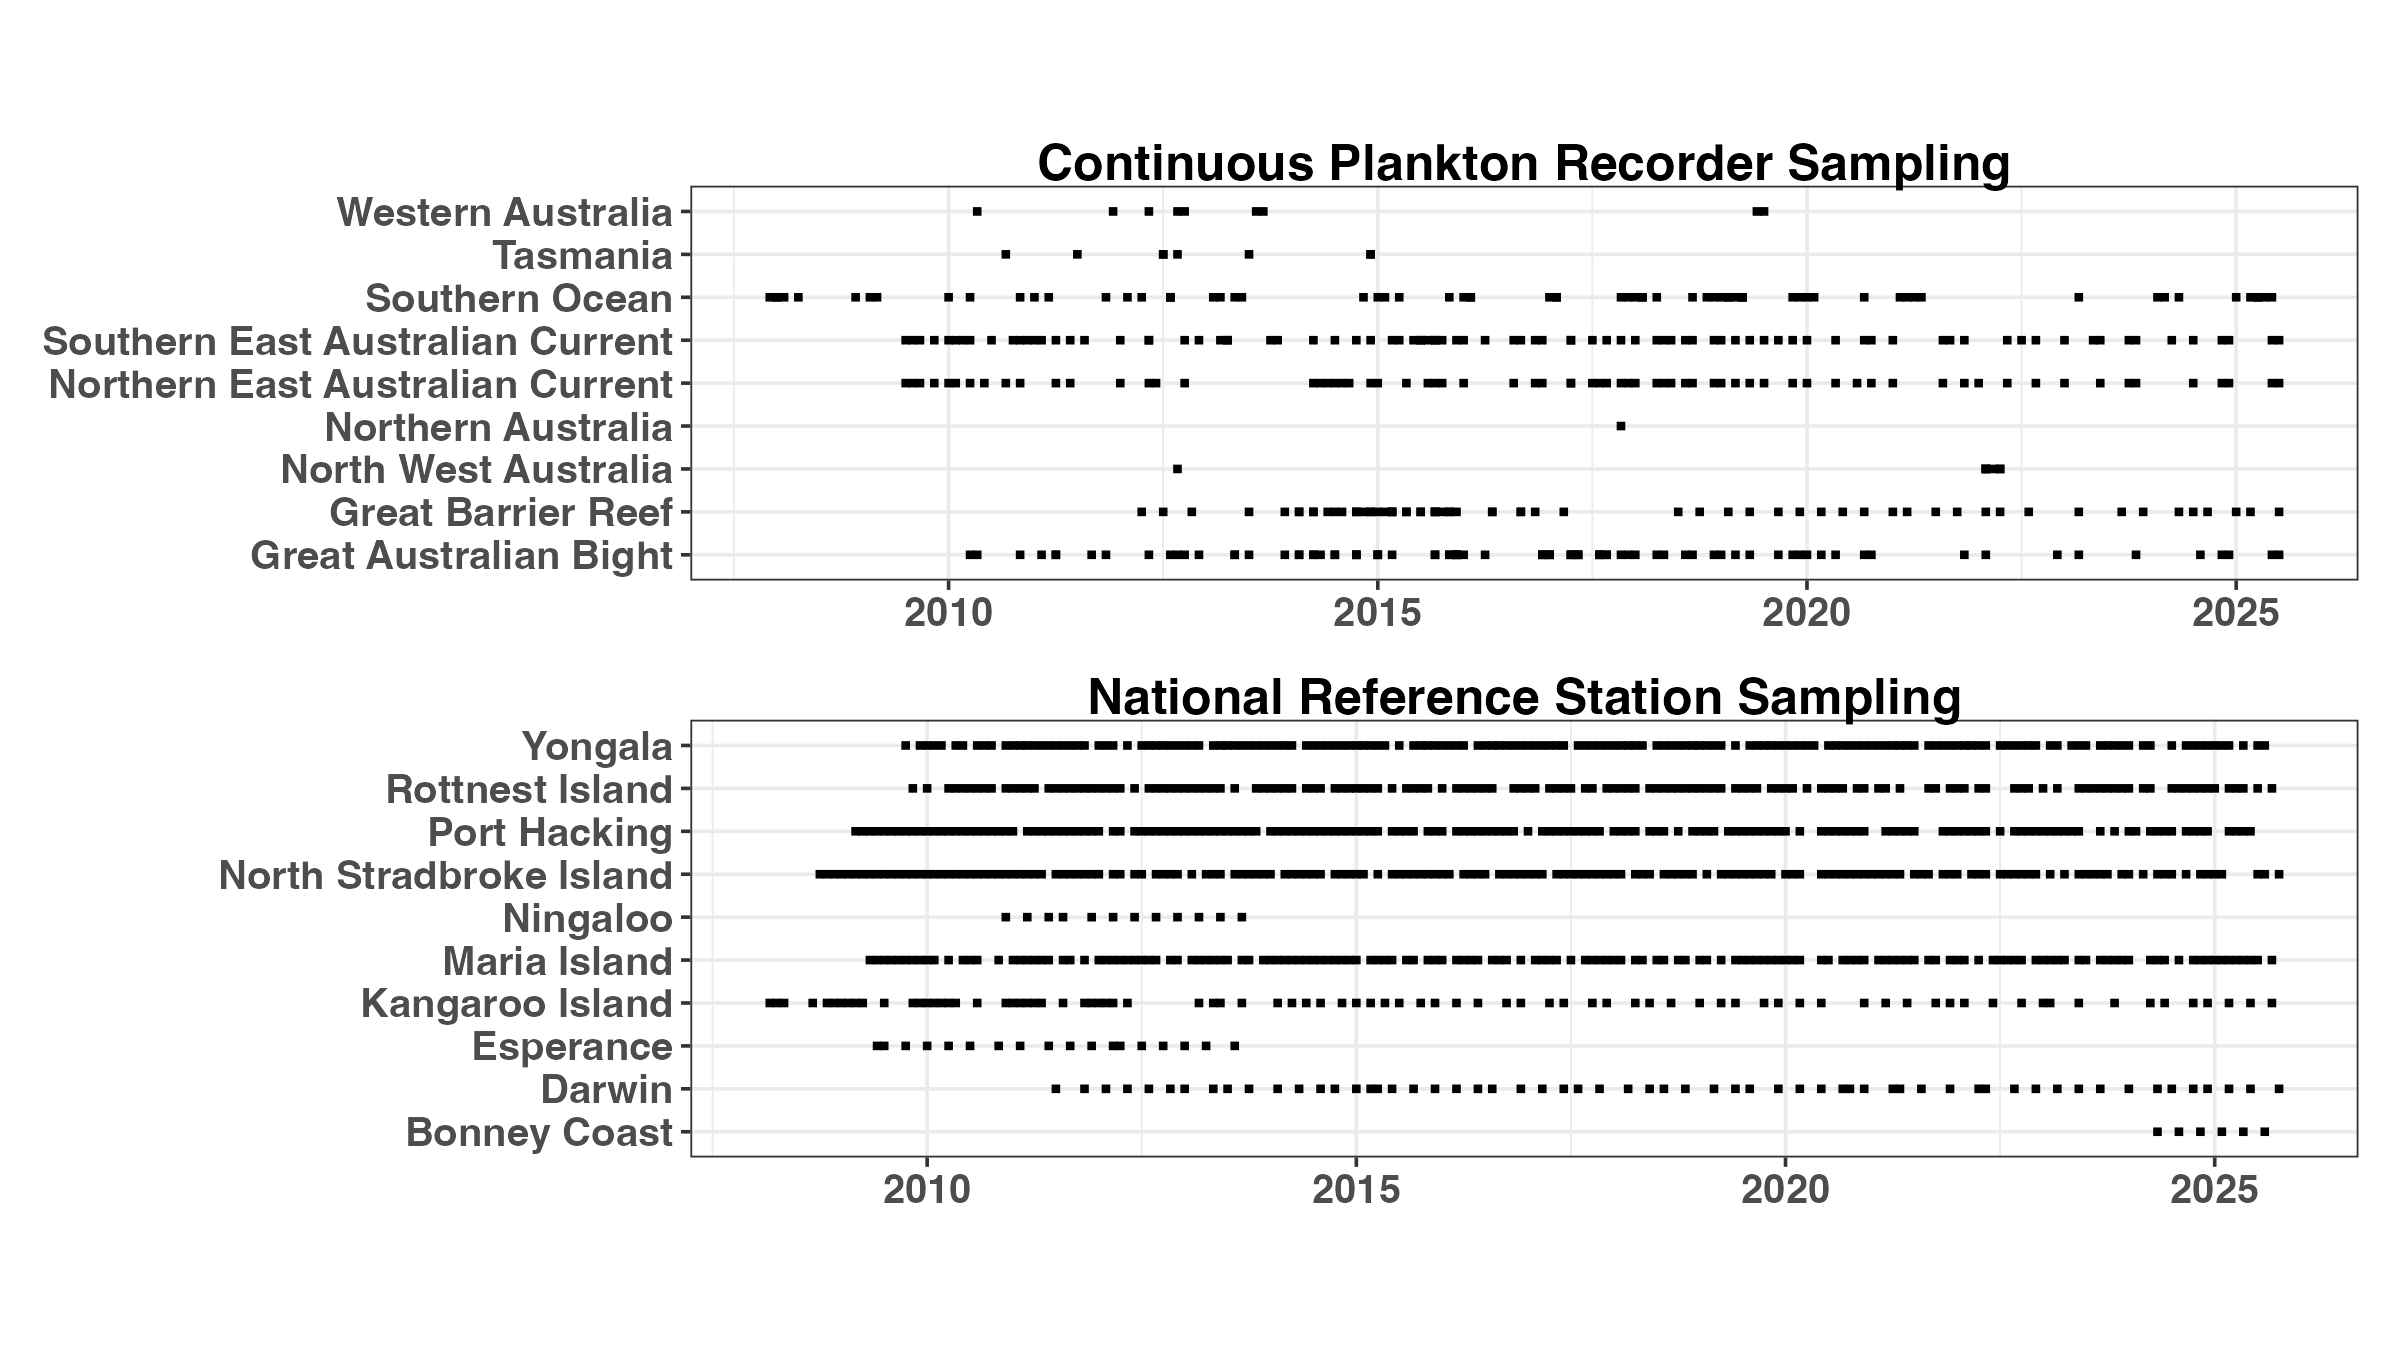 Continuous Plankton Recorder Sampling
Western Australia
Tasmania
Southern Ocean
Southern East Australian Current
Northern East Australian Current
Northern Australia
North West Australia
Great Barrier Reef
Great Australian Bight
2010 2015 2020 2025
National Reference Station Sampling
Yongala
Rottnest Island
Port Hacking
North Stradbroke Island
Ningaloo
Maria Island
Kangaroo Island
Esperance
Darwin
Bonney Coast
2010 2015 2020 2025